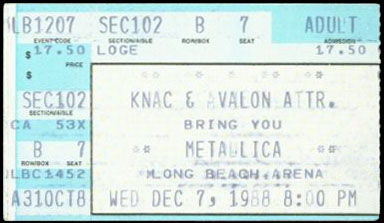 LB1207 SEC102 B 7 ADULT
EVENT CODE SECTION/AISLE ROW/BOX SEAT ADMISSION
$17.50 LOGE 17.50
PRICE
SEC102 KNAC & AVALON ATTR.
CA 53X BRING YOU
B 7 METALLICA
ROW/BOX SEAT
LBC1452 LONG BEACH ARENA
A310CT8 WED DEC 7, 1988 8:00 PM